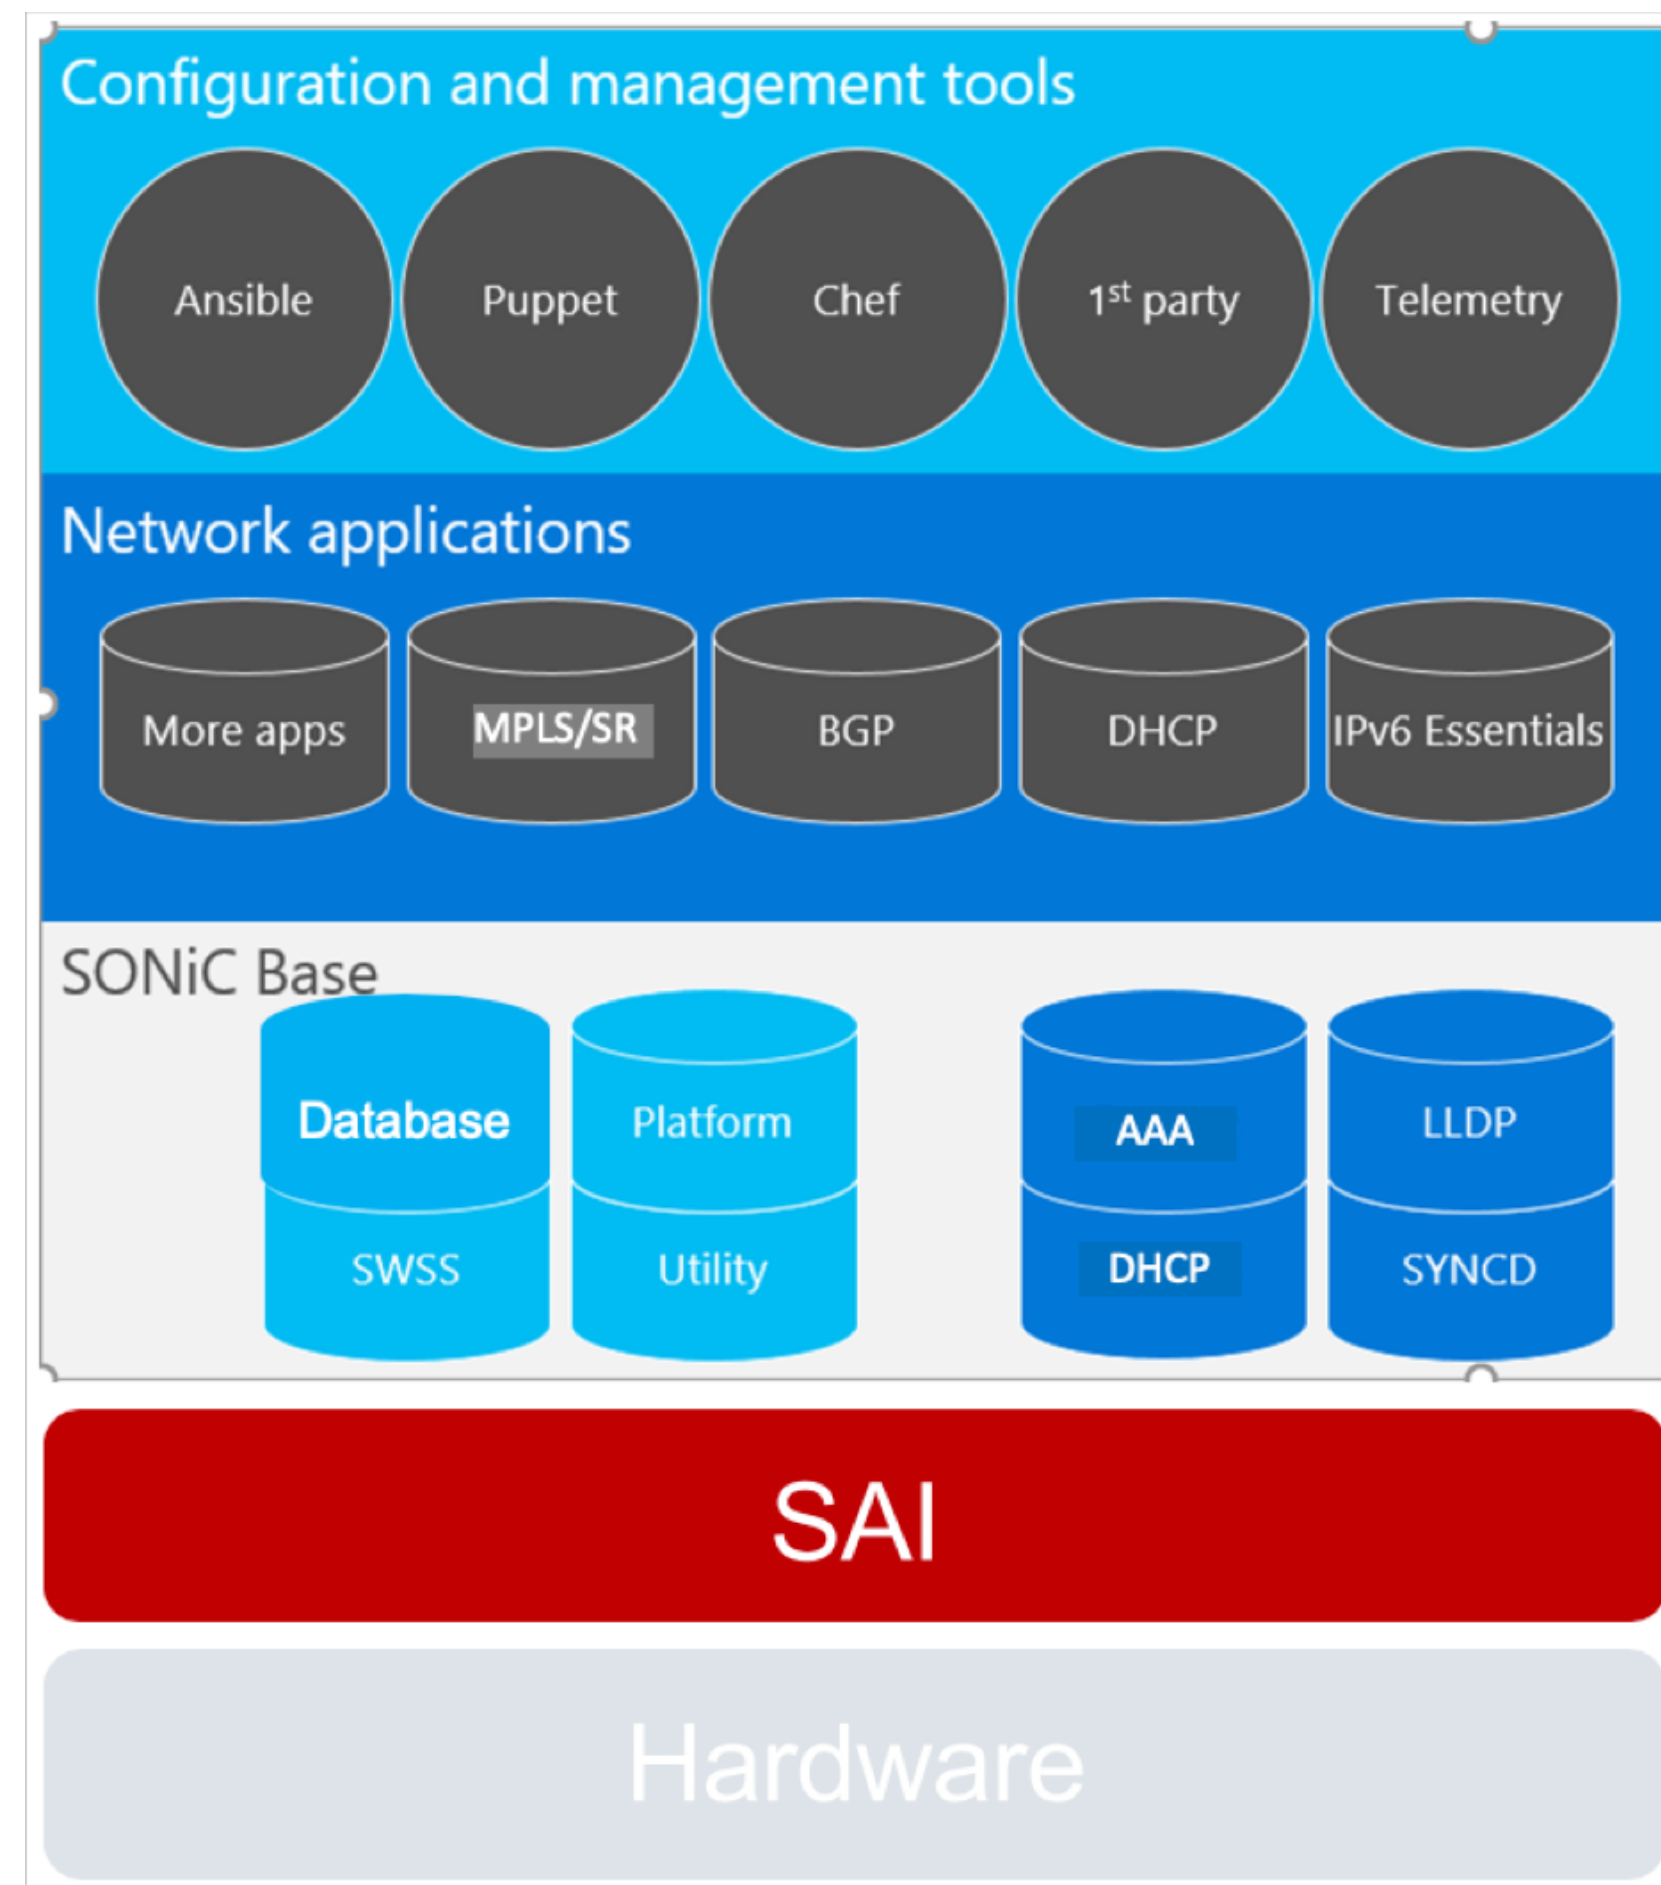 Configuration and management tools
Ansible Puppet Chef 1st party Telemetry
Network applications
More apps MPLS/SR BGP DHCP IPv6 Essentials
SONiC Base
Database Platform AAA LLDP
SWSS Utility DHCP SYNCD
SAI
Hardware